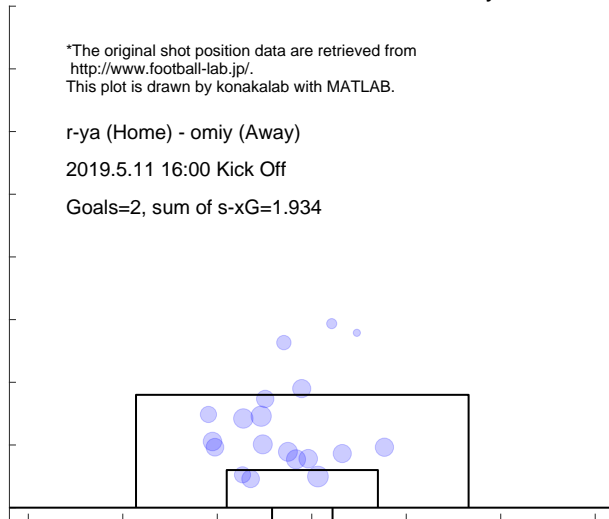 *The original shot position data are retrieved from
http://www.football-lab.jp/.
This plot is drawn by konakalab with MATLAB.
r-ya (Home) - omiy (Away)
2019.5.11 16:00 Kick Off
Goals=2, sum of s-xG=1.934